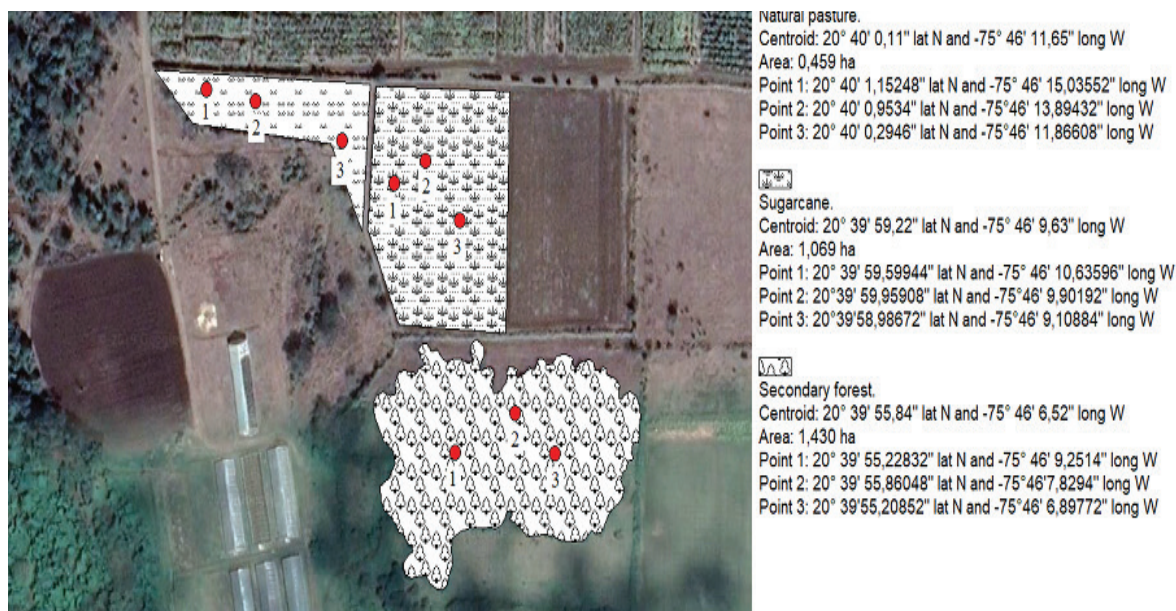 Natural pasture.
Centroid: 20° 40' 0,11" lat N and -75° 46' 11,65" long W
Area: 0,459 ha
Point 1: 20° 40' 1,15248" lat N and -75° 46' 15,03552" long W
Point 2: 20° 40' 0,9534" lat N and -75°46' 13,89432" long W
Point 3: 20° 40' 0,2946" lat N and -75°46' 11,86608" long W
Sugarcane.
Centroid: 20° 39' 59,22" lat N and -75° 46' 9,63" long W
Area: 1,069 ha
Point 1: 20° 39' 59,59944" lat N and -75° 46' 10,63596" long W
Point 2: 20°39' 59,95908" lat N and -75°46' 9,90192" long W
Point 3: 20°39'58,98672" lat N and -75°46' 9,10884" long W
Secondary forest.
Centroid: 20° 39' 55,84" lat N and -75° 46' 6,52" long W
Area: 1,430 ha
Point 1: 20° 39' 55,22832" lat N and -75° 46' 9,2514" long W
Point 2: 20° 39' 55,86048" lat N and -75°46'7,8294" long W
Point 3: 20° 39'55,20852" lat N and -75°46' 6,89772" long W
1
2
3
1
2
3
1
2
3